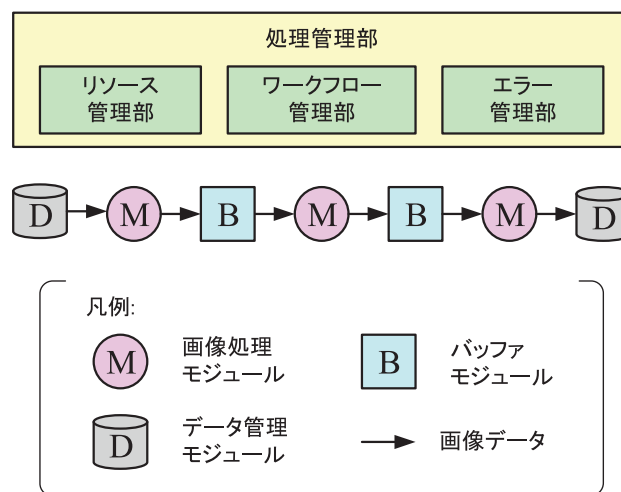 処理管理部
リソース
管理部
ワークフロー
管理部
エラー
管理部
D M B M B M D
凡例:
M 画像処理
モジュール
B バッファ
モジュール
D データ管理
モジュール
画像データ